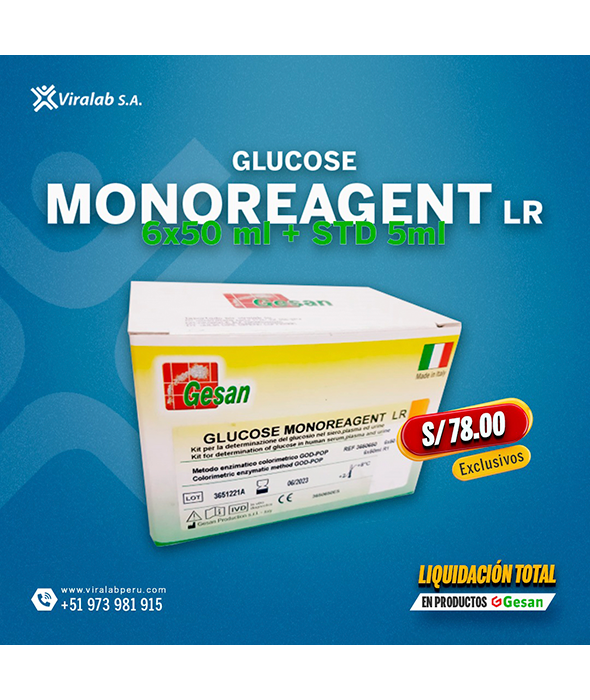 Viralab S.A.
GLUCOSE
MONOREAGENT LR
6x50 ml + STD 5ml
Gesan
Gesan
Made in Italy
GLUCOSE MONOREAGENT LR
Kit per la determinazione del glucosio nel siero,plasma ed urine
Kit for determination of glucose in human serum,plasma and urine
Metodo enzimatico colorimetrico GOD-POP
Colorimetric enzymatic method GOD-POP
REF
LOT 3651221A
06/2023
IVD
CE
Gesan Production s.r.l. - Italy
S/ 78.00
Exclusivos
www.viralabperu.com
+51 973 981 915
LIQUIDACIÓN TOTAL
EN PRODUCTOS Gesan